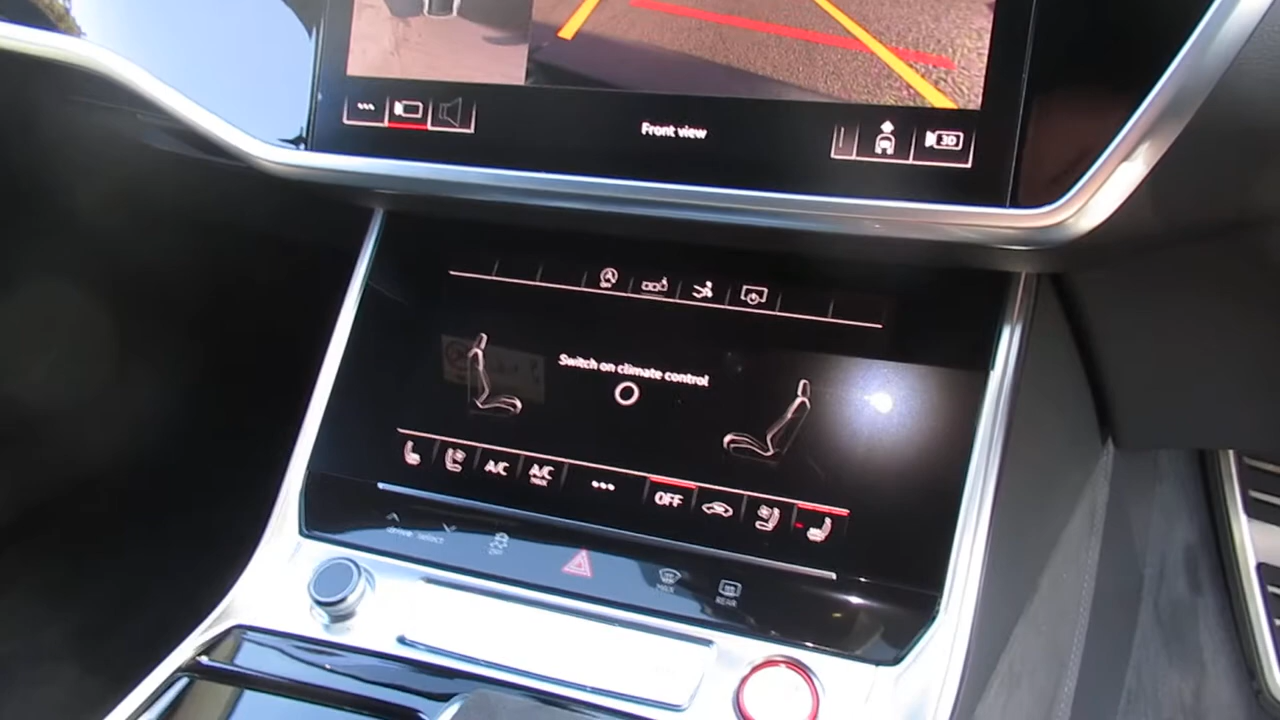 3D
Front view
Switch on climate control
A/C
A/C
MAX
OFF
drive select
MAX
REAR